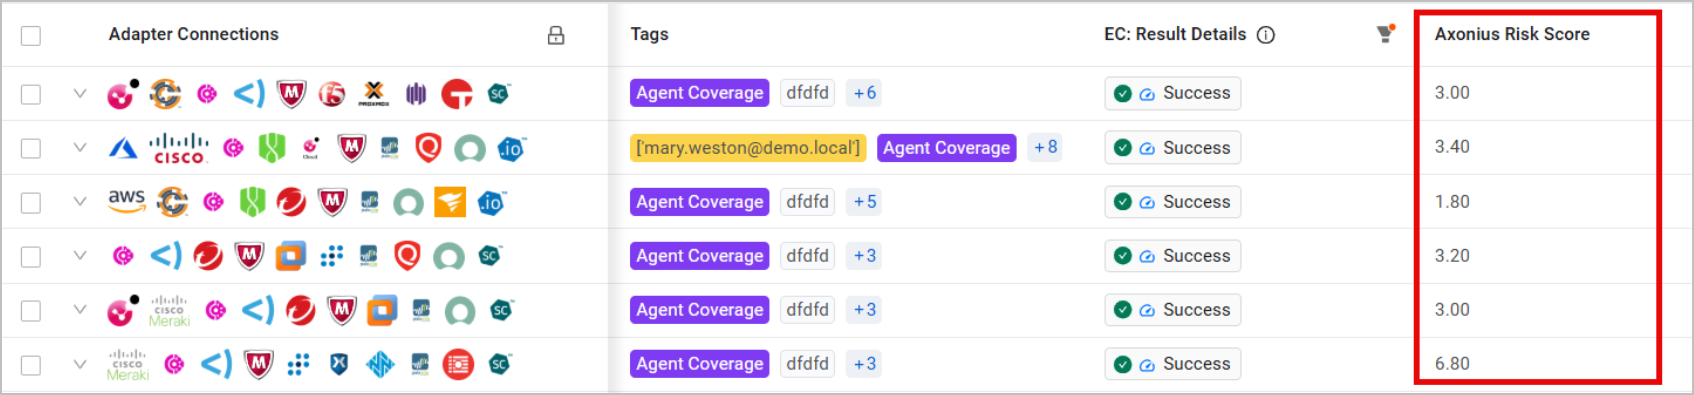 Adapter Connections Tags EC: Result Details Axonius Risk Score
f5 PROXMOX SC Agent Coverage dfdfd +6 Success 3.00
CISCO Cloud .io ['mary.weston@demo.local'] Agent Coverage +8 Success 3.40
aws .io Agent Coverage dfdfd +5 Success 1.80
SC Agent Coverage dfdfd +3 Success 3.20
CISCO Meraki SC Agent Coverage dfdfd +3 Success 3.00
CISCO Meraki SC Agent Coverage dfdfd +3 Success 6.80